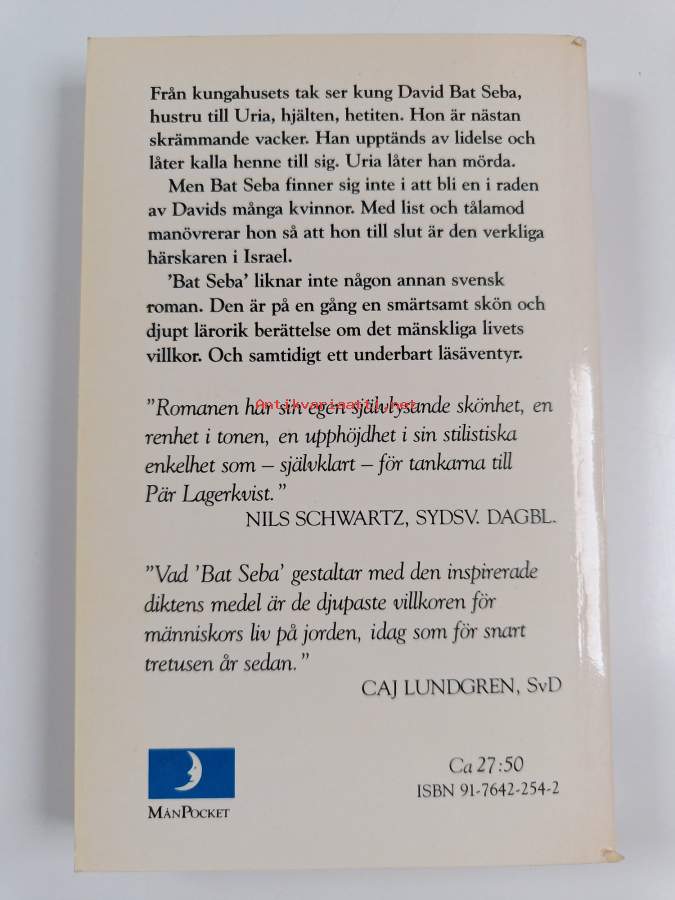 Från kungahusets tak ser kung David Bat Seba,
hustru till Uria, hjälten, hetiten. Hon är nästan
skrämmande vacker. Han upptänds av lidelse och
låter kalla henne till sig. Uria låter han mörda.
Men Bat Seba finner sig inte i att bli en i raden
av Davids många kvinnor. Med list och tålamod
manövrerar hon så att hon till slut är den verkliga
härskaren i Israel.
'Bat Seba' liknar inte någon annan svensk
roman. Den är på en gång en smärtsamt skön och
djupt lärorik berättelse om det mänskliga livets
villkor. Och samtidigt ett underbart läsäventyr.
Antikvariaatti.net
"Romanen har sin egen självlysande skönhet, en
renhet i tonen, en upphöjdhet i sin stilistiska
enkelhet som – självklart – för tankarna till
Pär Lagerkvist."
NILS SCHWARTZ, SYDSV. DAGBL.
"Vad 'Bat Seba' gestaltar med den inspirerade
diktens medel är de djupaste villkoren för
människors liv på jorden, idag som för snart
tretusen år sedan."
CAJ LUNDGREN, SvD
Ca 27:50
ISBN 91-7642-254-2
MÅNPOCKET